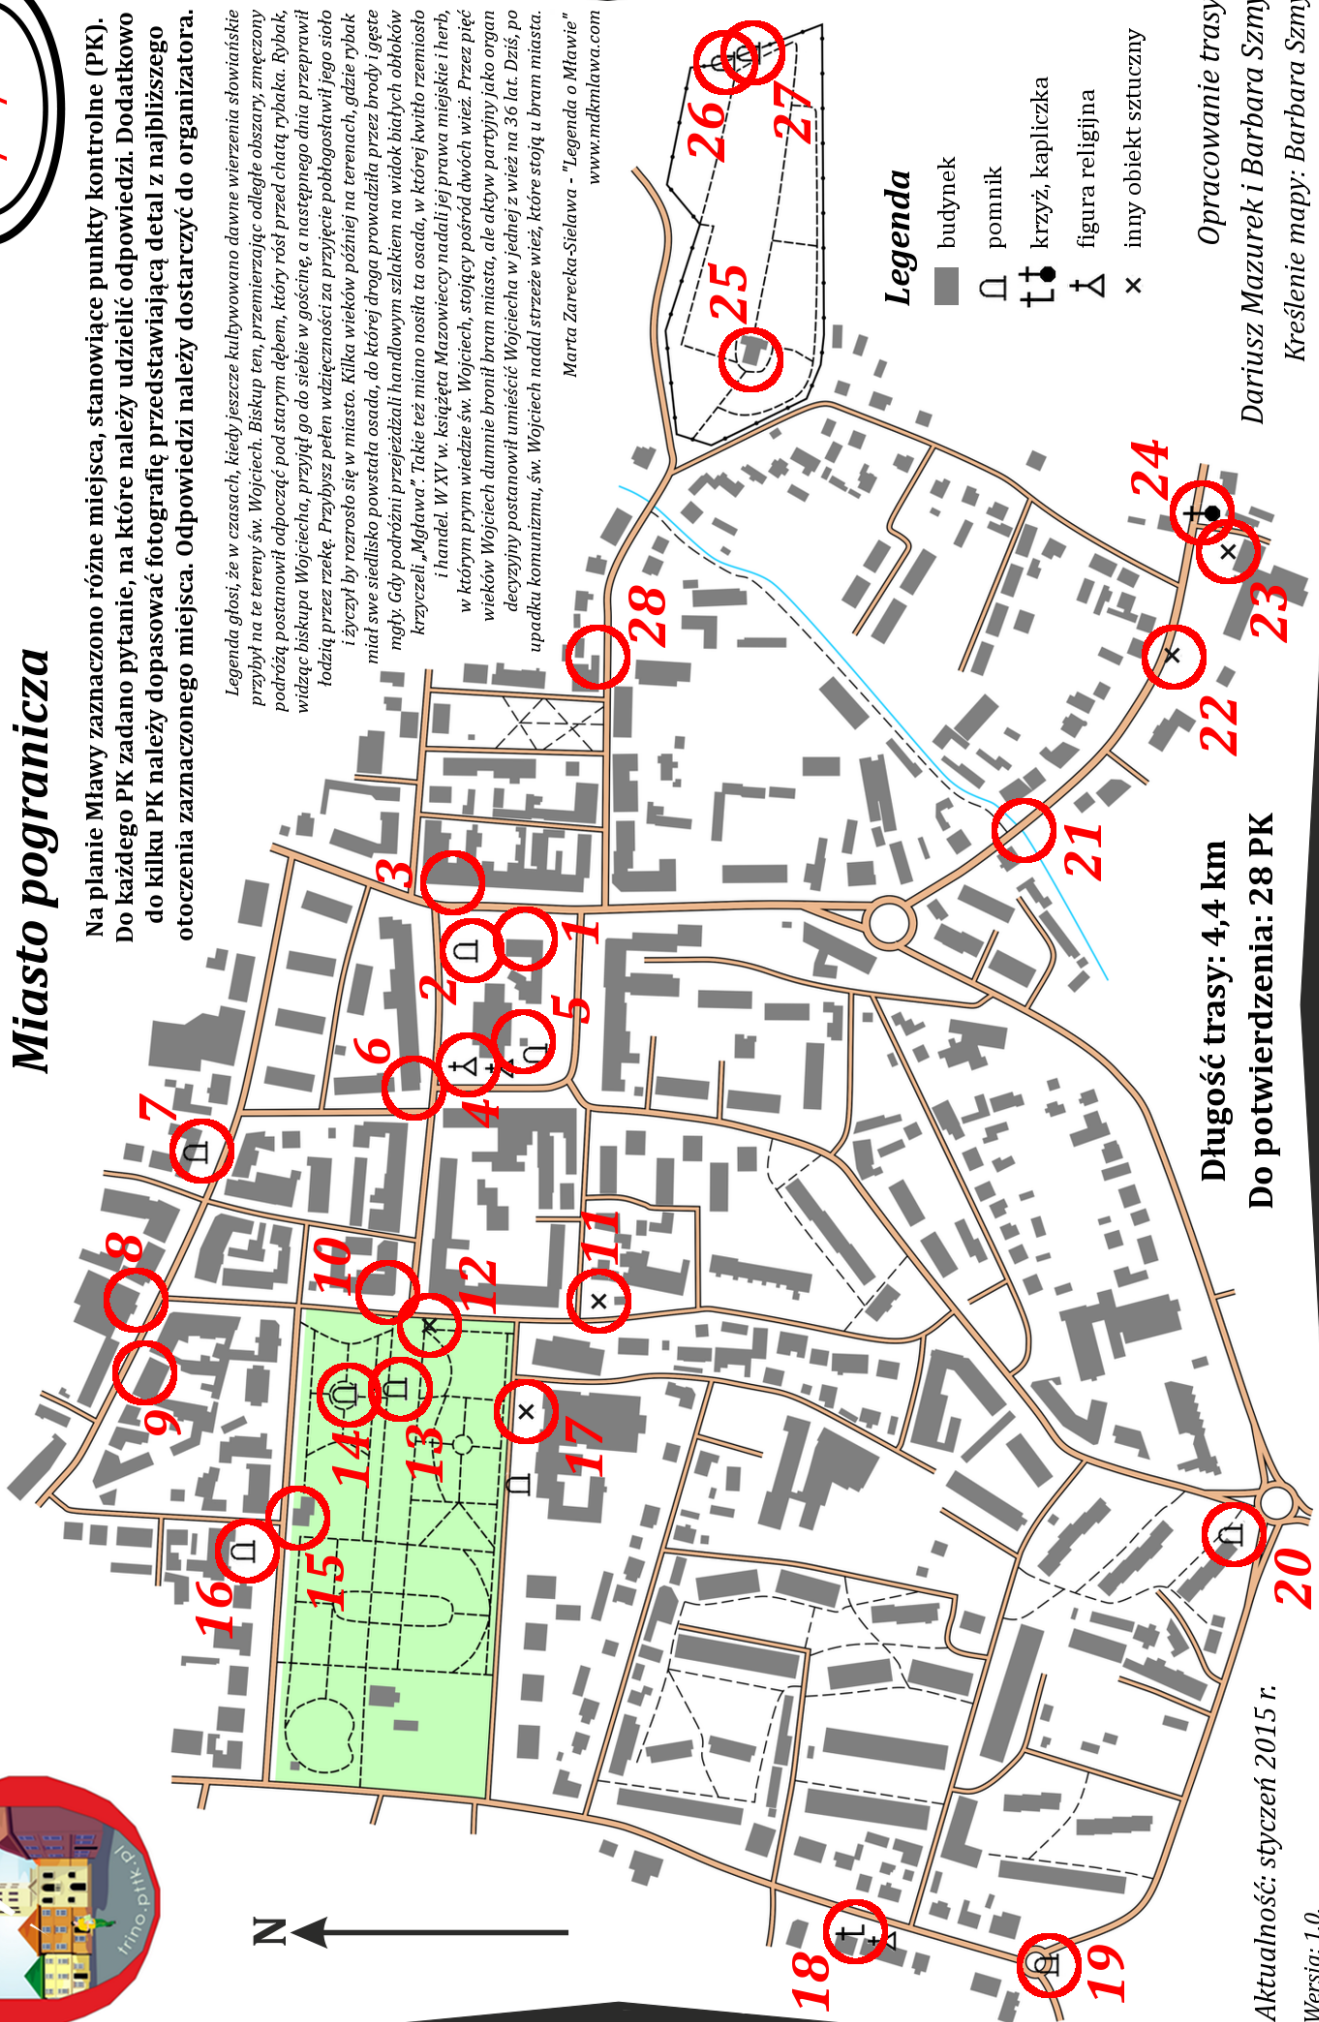 Miasto pogranicza
Na planie Mławy zaznaczono różne miejsca, stanowiące punkty kontrolne (PK).
Do każdego PK zadano pytanie, na które należy udzielić odpowiedzi. Dodatkowo
do kilku PK należy dopasować fotografię przedstawiającą detal z najbliższego
otoczenia zaznaczonego miejsca. Odpowiedzi należy dostarczyć do organizatora.
Legenda głosi, że w czasach, kiedy jeszcze kultywowano dawne wierzenia słowiańskie
przybył na te tereny św. Wojciech. Biskup ten, przemierzając odległe obszary, zmęczony
podróżą postanowił odpocząć pod starym dębem, który rósł przed chatą rybaka. Rybak,
widząc biskupa Wojciecha, przyjął go do siebie w gościnę, a następnego dnia przeprawił
łodzią przez rzekę. Przybysz pełen wdzięczności za przyjęcie pobłogosławił jego sioło
i życzył by rozrosło się w miasto. Kilka wieków później na terenach, gdzie rybak
miał swe siedlisko powstała osada, do której droga prowadziła przez brody i gęste
mgły. Gdy podróżni przejeżdżali handlowym szlakiem na widok białych obłoków
krzyczeli „Mgława". Takie też miano nosiła ta osada, w której kwitło rzemiosło
i handel. W XV w. książęta Mazowieccy nadali jej prawa miejskie i herb,
w którym prym wiedzie św. Wojciech, stojący pośród dwóch wież. Przez pięć
wieków Wojciech dumnie bronił bram miasta, ale aktyw partyjny jako organ
decyzyjny postanowił umieścić Wojciecha w jednej z wież na 36 lat. Dziś, po
upadku komunizmu, św. Wojciech nadal strzeże wież, które stoją u bram miasta.
Marta Zarecka-Sielawa - "Legenda o Mławie"
www.mdkmlawa.com
1
2
3
4
5
6
7
8
9
10
11
12
13
14
15
16
17
18
19
20
21
22
23
24
25
26
27
28
N
trino.pttk.pl
Legenda
budynek
pomnik
krzyż, kapliczka
figura religijna
inny obiekt sztuczny
Długość trasy: 4,4 km
Do potwierdzenia: 28 PK
Opracowanie trasy
Dariusz Mazurek i Barbara Szmy
Kreślenie mapy: Barbara Szmy
Aktualność: styczeń 2015 r.
Wersja: 1.0.